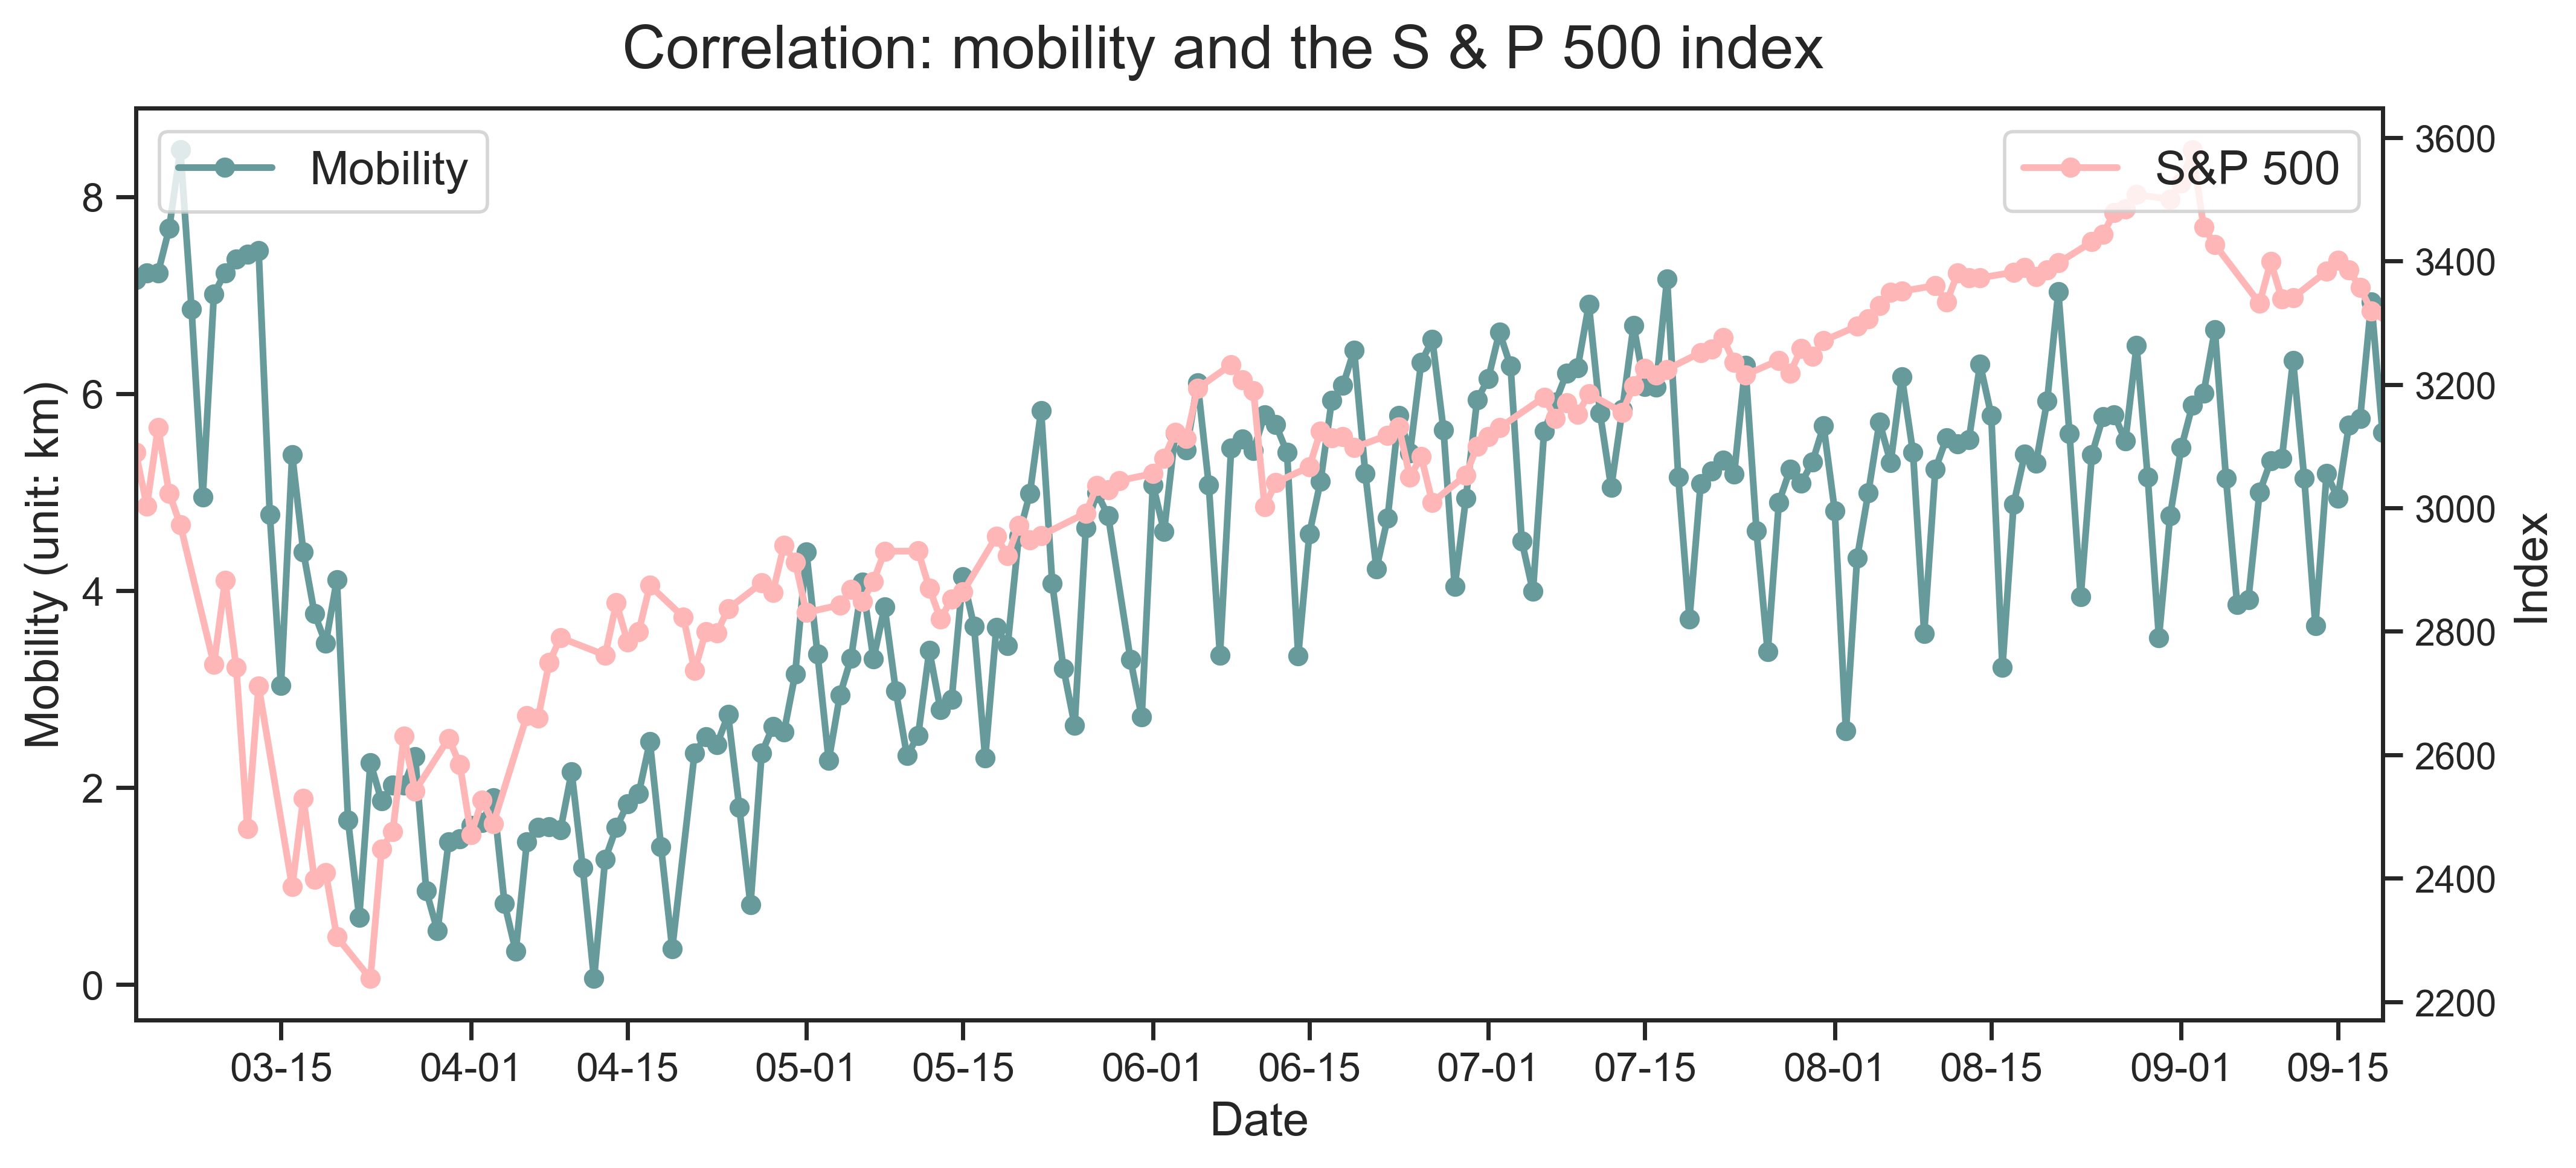 Correlation: mobility and the S & P 500 index
Mobility
S&P 500
Mobility (unit: km)
8
6
4
2
0
3600
3400
3200
3000
2800
2600
2400
2200
Index
03-15 04-01 04-15 05-01 05-15 06-01 06-15 07-01 07-15 08-01 08-15 09-01 09-15
Date